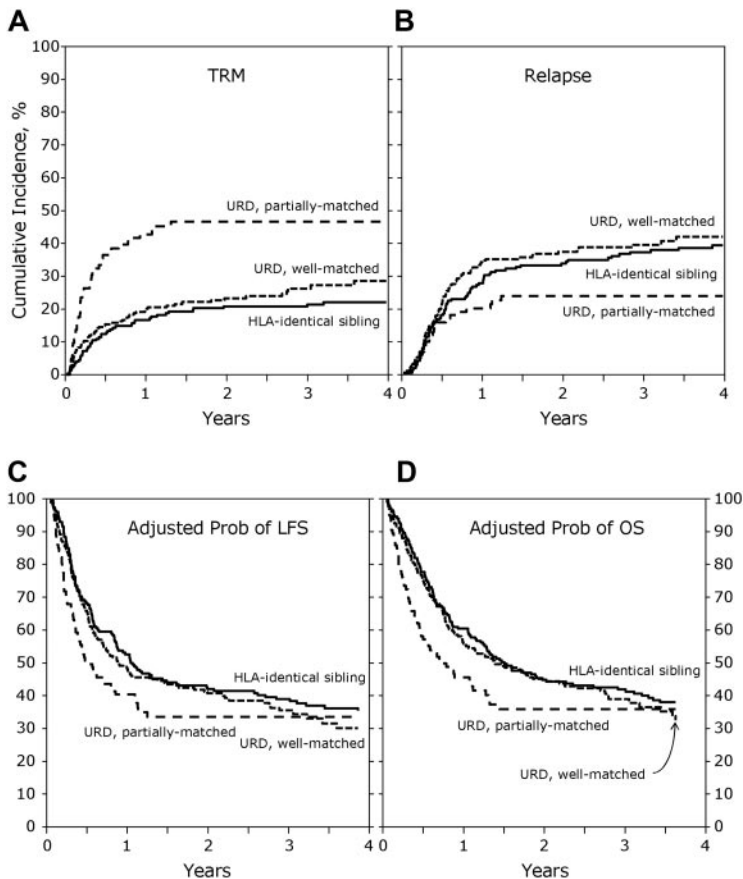 A
B
TRM
Relapse
Cumulative Incidence, %
100
90
80
70
60
50
40
30
20
10
0
URD, partially-matched
URD, well-matched
HLA-identical sibling
URD, well-matched
HLA-identical sibling
URD, partially-matched
0 1 2 3 4
0 1 2 3 4
Years
Years
C
D
100
90
80
70
60
50
40
30
20
10
0
Adjusted Prob of LFS
Adjusted Prob of OS
HLA-identical sibling
URD, partially-matched
URD, well-matched
HLA-identical sibling
URD, partially-matched
URD, well-matched
100
90
80
70
60
50
40
30
20
10
0
0 1 2 3 4
0 1 2 3 4
Years
Years